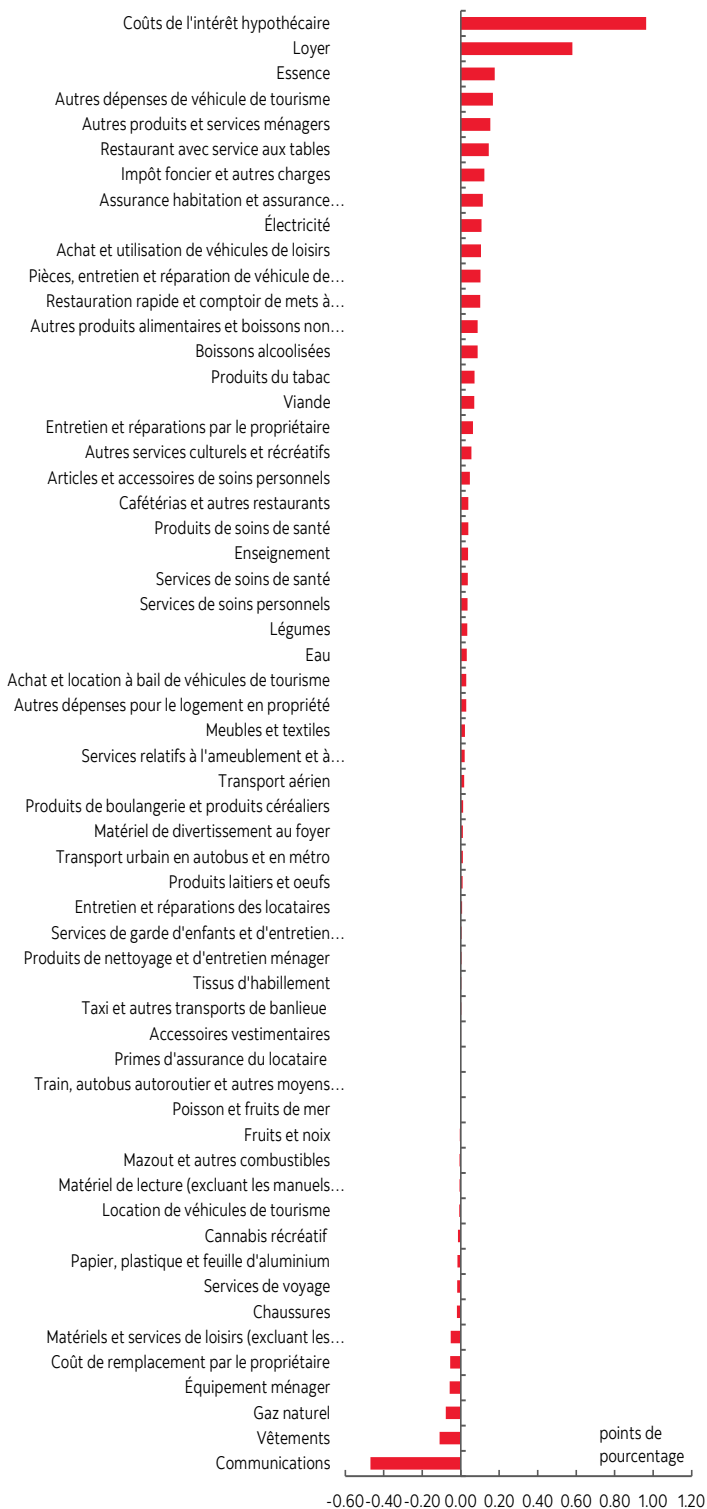 Coûts de l'intérêt hypothécaire
Loyer
Essence
Autres dépenses de véhicule de tourisme
Autres produits et services ménagers
Restaurant avec service aux tables
Impôt foncier et autres charges
Assurance habitation et assurance…
Électricité
Achat et utilisation de véhicules de loisirs
Pièces, entretien et réparation de véhicule de…
Restauration rapide et comptoir de mets à…
Autres produits alimentaires et boissons non…
Boissons alcoolisées
Produits du tabac
Viande
Entretien et réparations par le propriétaire
Autres services culturels et récréatifs
Articles et accessoires de soins personnels
Cafétérias et autres restaurants
Produits de soins de santé
Enseignement
Services de soins de santé
Services de soins personnels
Légumes
Eau
Achat et location à bail de véhicules de tourisme
Autres dépenses pour le logement en propriété
Meubles et textiles
Services relatifs à l'ameublement et à…
Transport aérien
Produits de boulangerie et produits céréaliers
Matériel de divertissement au foyer
Transport urbain en autobus et en métro
Produits laitiers et oeufs
Entretien et réparations des locataires
Services de garde d'enfants et d'entretien…
Produits de nettoyage et d'entretien ménager
Tissus d'habillement
Taxi et autres transports de banlieue
Accessoires vestimentaires
Primes d'assurance du locataire
Train, autobus autoroutier et autres moyens…
Poisson et fruits de mer
Fruits et noix
Mazout et autres combustibles
Matériel de lecture (excluant les manuels…
Location de véhicules de tourisme
Cannabis récréatif
Papier, plastique et feuille d'aluminium
Services de voyage
Chaussures
Matériels et services de loisirs (excluant les…
Coût de remplacement par le propriétaire
Équipement ménager
Gaz naturel
Vêtements
Communications
points de
pourcentage
-0.60 -0.40 -0.20 0.00 0.20 0.40 0.60 0.80 1.00 1.20